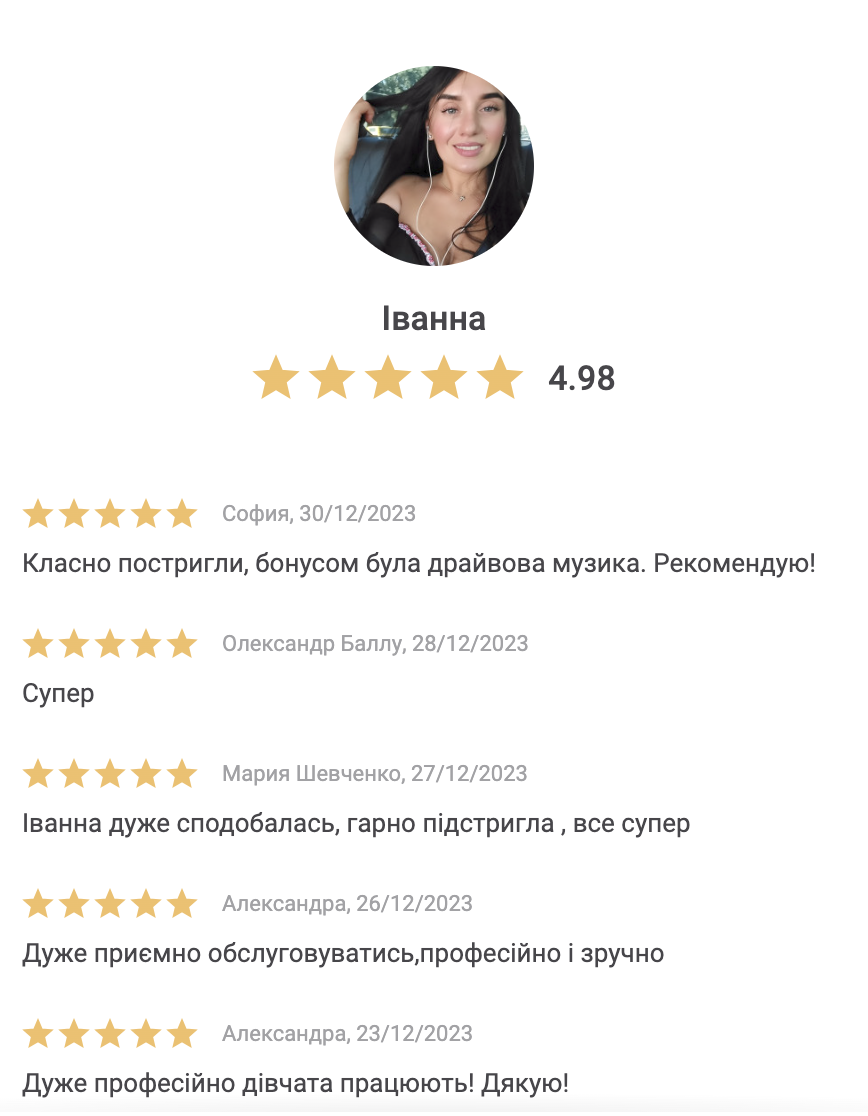 Іванна
4.98
София, 30/12/2023
Класно постригли, бонусом була драйвова музика. Рекомендую!
Олександр Баллу, 28/12/2023
Супер
Мария Шевченко, 27/12/2023
Іванна дуже сподобалась, гарно підстригла , все супер
Александра, 26/12/2023
Дуже приємно обслуговуватись,професійно і зручно
Александра, 23/12/2023
Дуже професійно дівчата працюють! Дякую!